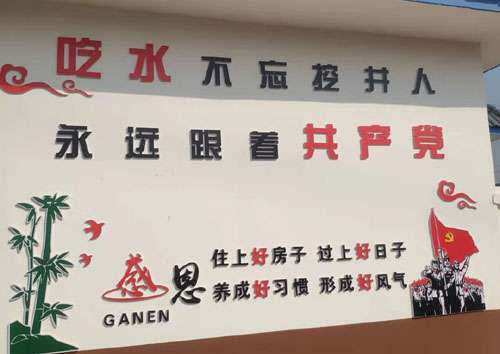 吃水不忘挖井人
永远跟着共产党
感恩
GANEN
住上好房子 过上好日子
养成好习惯 形成好风气